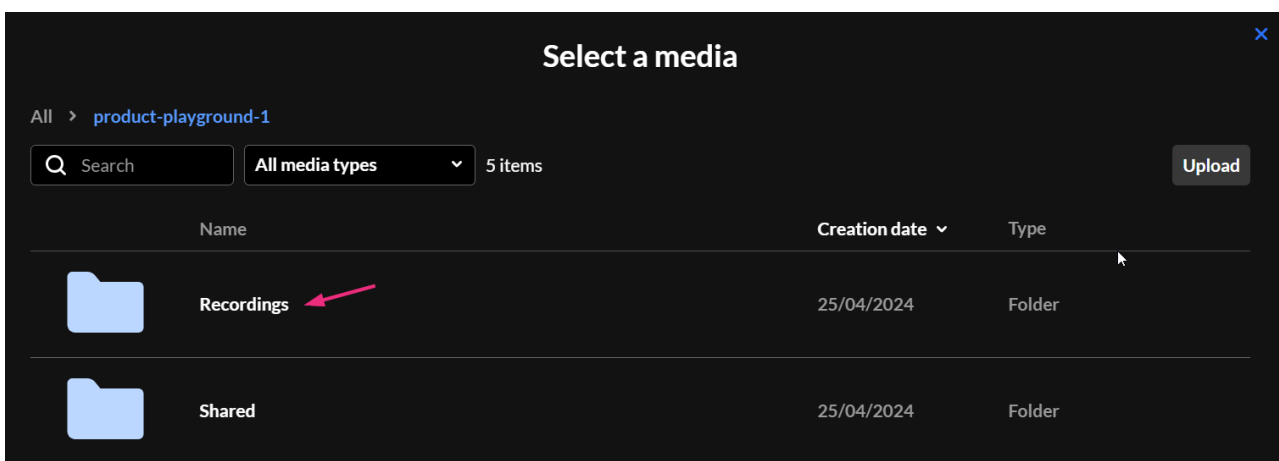 Select a media
All > product-playground-1
Search All media types 5 items Upload
Name Creation date Type
Recordings 25/04/2024 Folder
Shared 25/04/2024 Folder